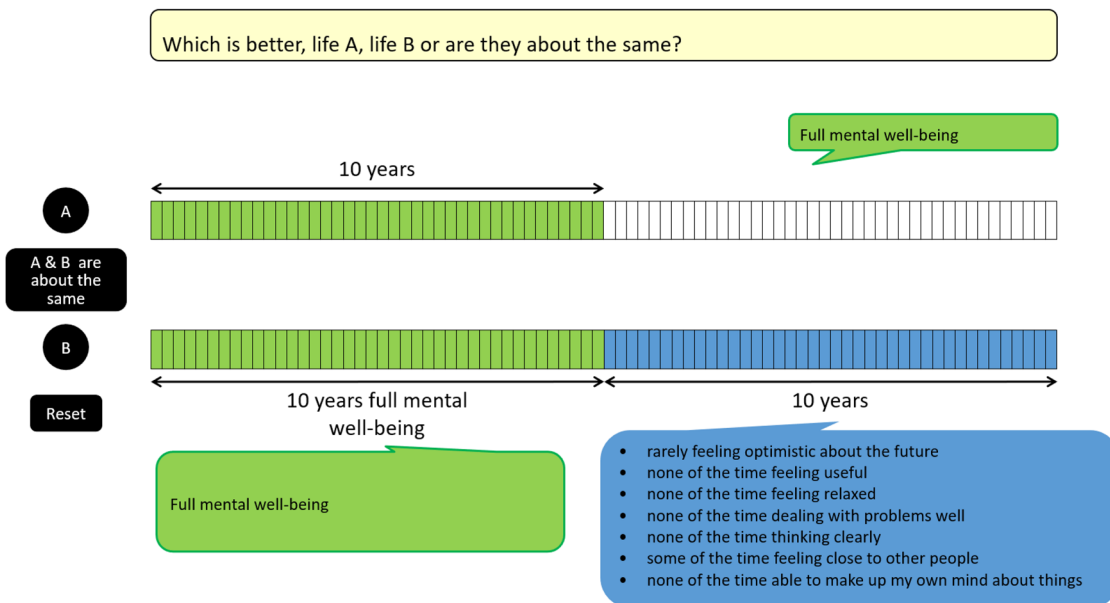 Which is better, life A, life B or are they about the same?
Full mental well-being
10 years
A
A & B are
about the
same
B
10 years full mental
well-being
10 years
Reset
Full mental well-being
• rarely feeling optimistic about the future
• none of the time feeling useful
• none of the time feeling relaxed
• none of the time dealing with problems well
• none of the time thinking clearly
• some of the time feeling close to other people
• none of the time able to make up my own mind about things